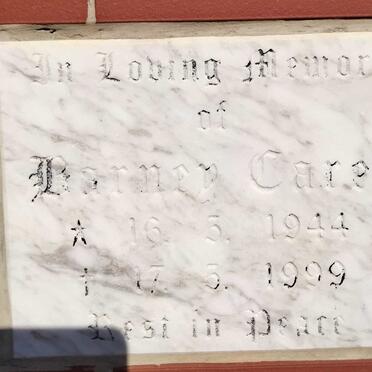 In Loving Memor
of
Barney Care
★ 16. 5. 1944
† 17. 5. 1999
Rest in Peace